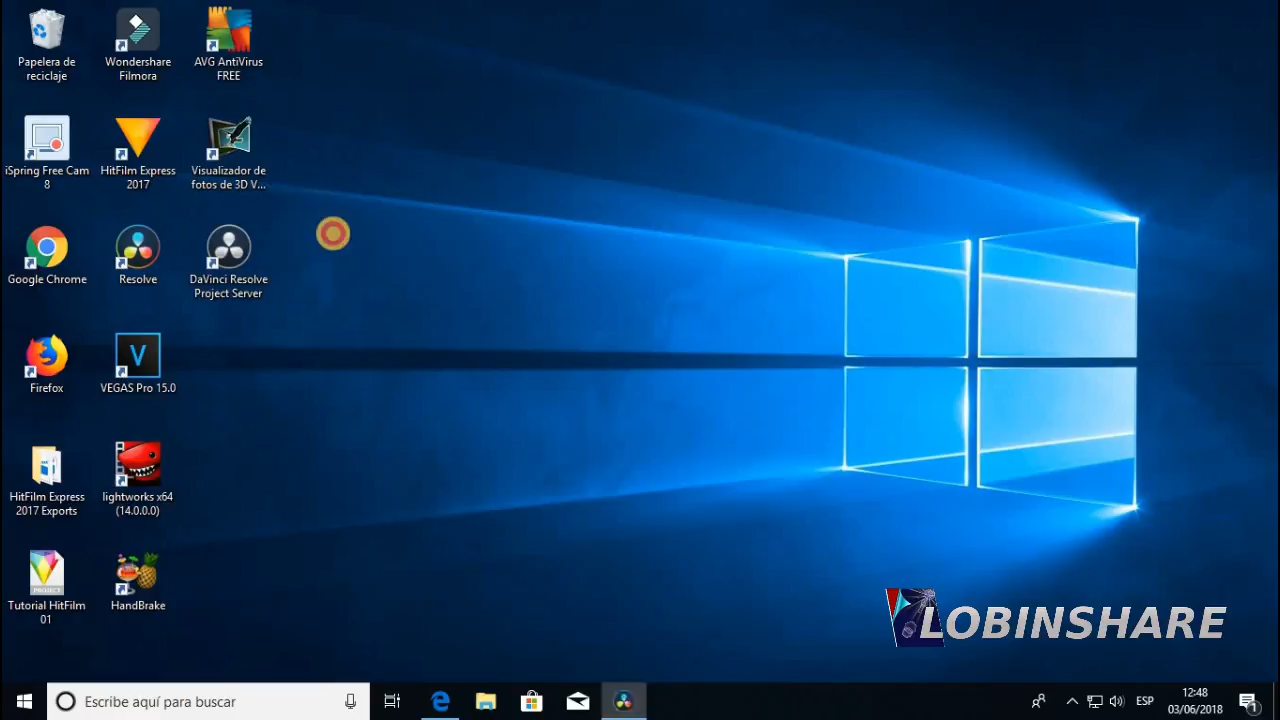 Papelera de
reciclaje
Wondershare
Filmora
AVG AntiVirus
FREE
iSpring Free Cam
8
HitFilm Express
2017
Visualizador de
fotos de 3D V...
Google Chrome
Resolve
DaVinci Resolve
Project Server
Firefox
V
VEGAS Pro 15.0
HitFilm Express
2017 Exports
lightworks x64
(14.0.0.0)
PROJECT
Tutorial HitFilm
01
HandBrake
LOBINSHARE
Escribe aquí para buscar
ESP
12:48
03/06/2018
1